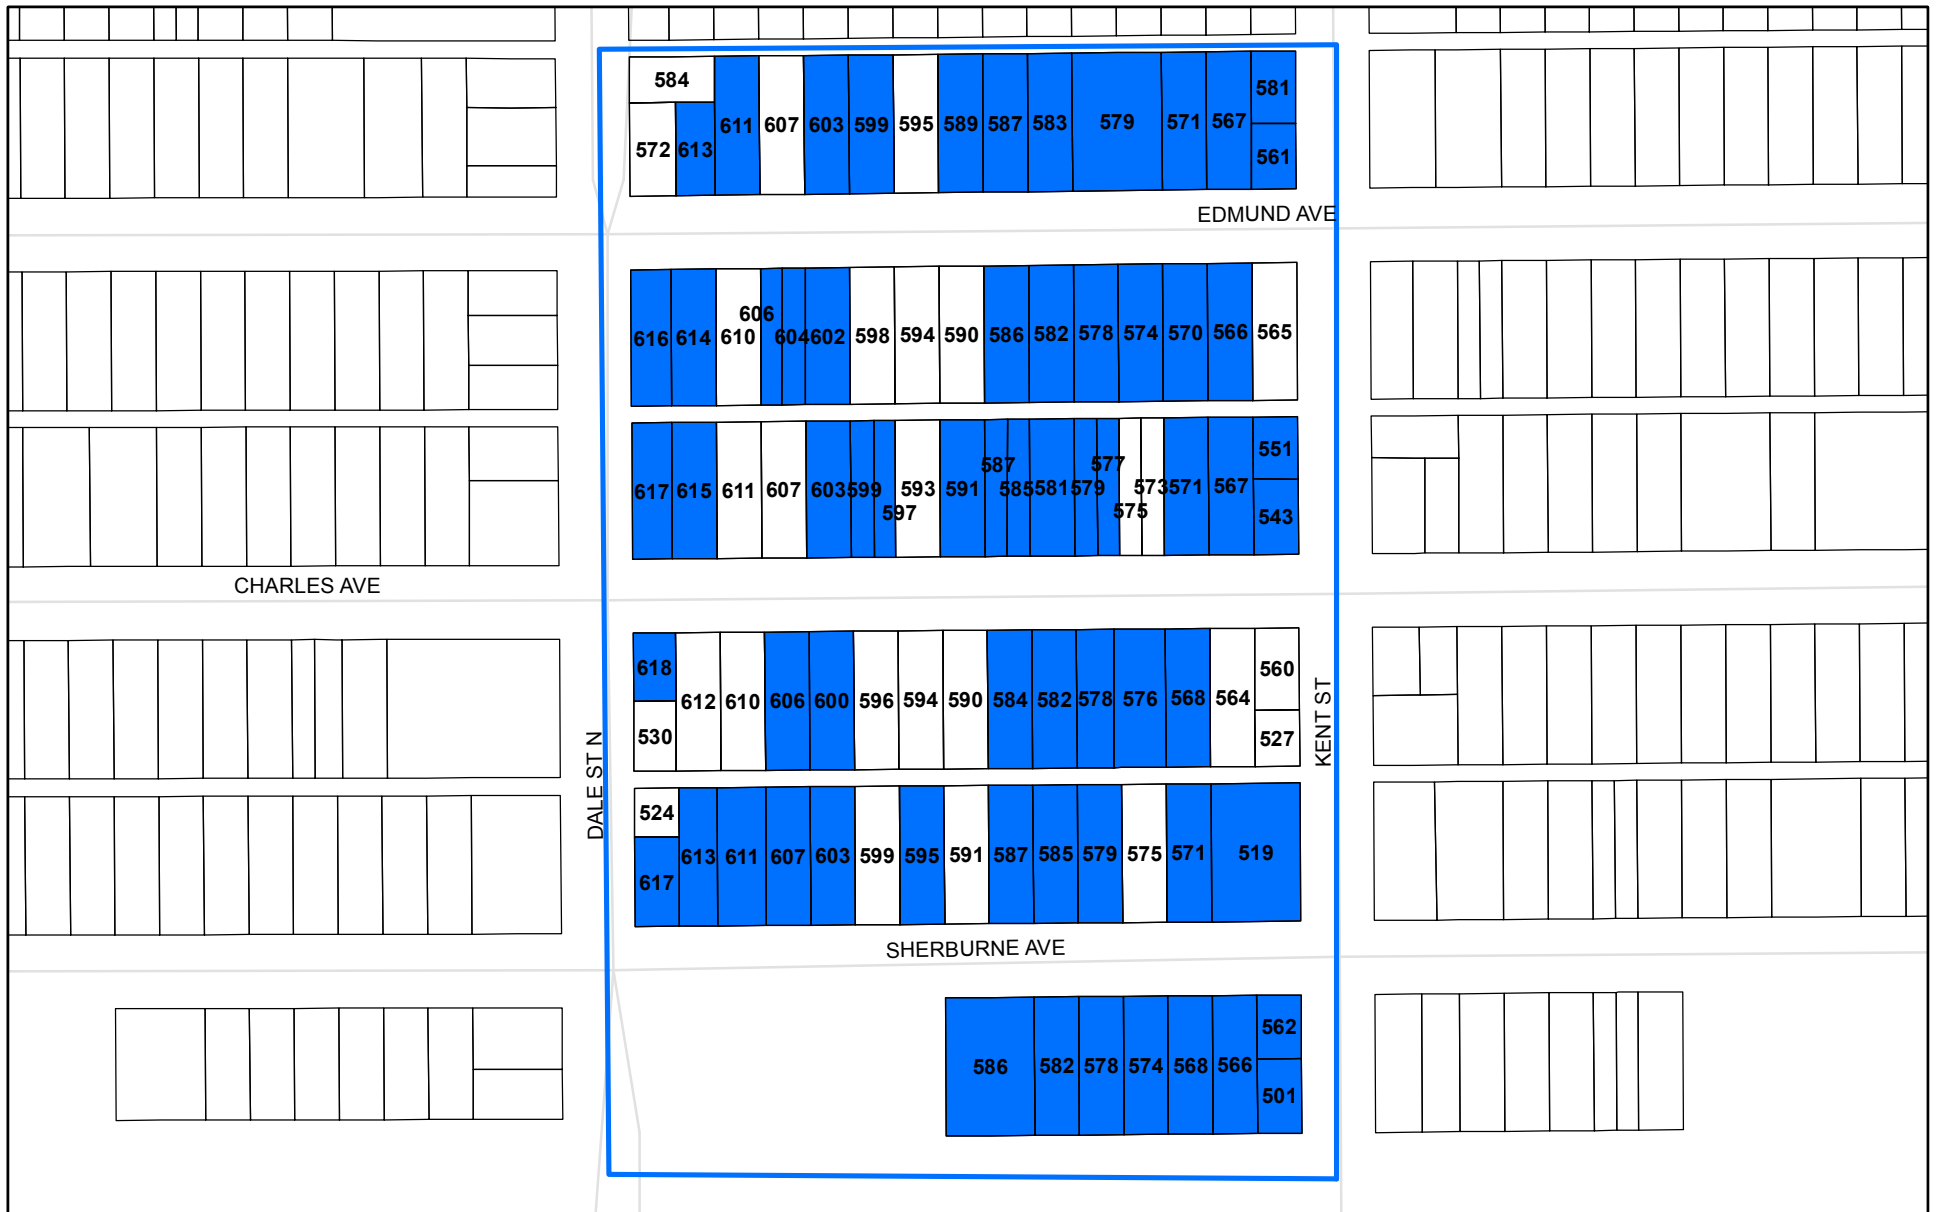 584
572 613 611 607 603 599 595 589 587 583 579 571 567 581
561
EDMUND AVE
616 614 610 606 604 602 598 594 590 586 582 578 574 570 566 565
617 615 611 607 603 599 597 593 591 587 585 581 579 577 575 573 571 567 551
543
CHARLES AVE
618 612 610 606 600 596 594 590 584 582 578 576 568 564 560
530 527
DALE ST N
KENT ST
524
617 613 611 607 603 599 595 591 587 585 579 575 571 519
SHERBURNE AVE
586 582 578 574 568 566 562
501